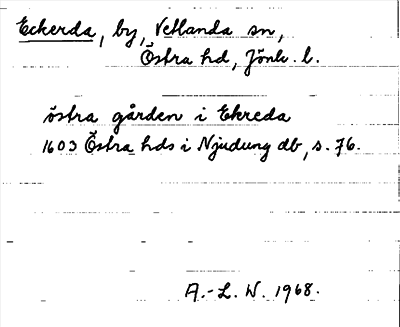 Eckerda, by, Vetlanda sn,
Östra hd, Jönk. l.
östra gården i Ekreda
1603 Östra hds i Njudung db, s. 76.
A.-L. W. 1968.